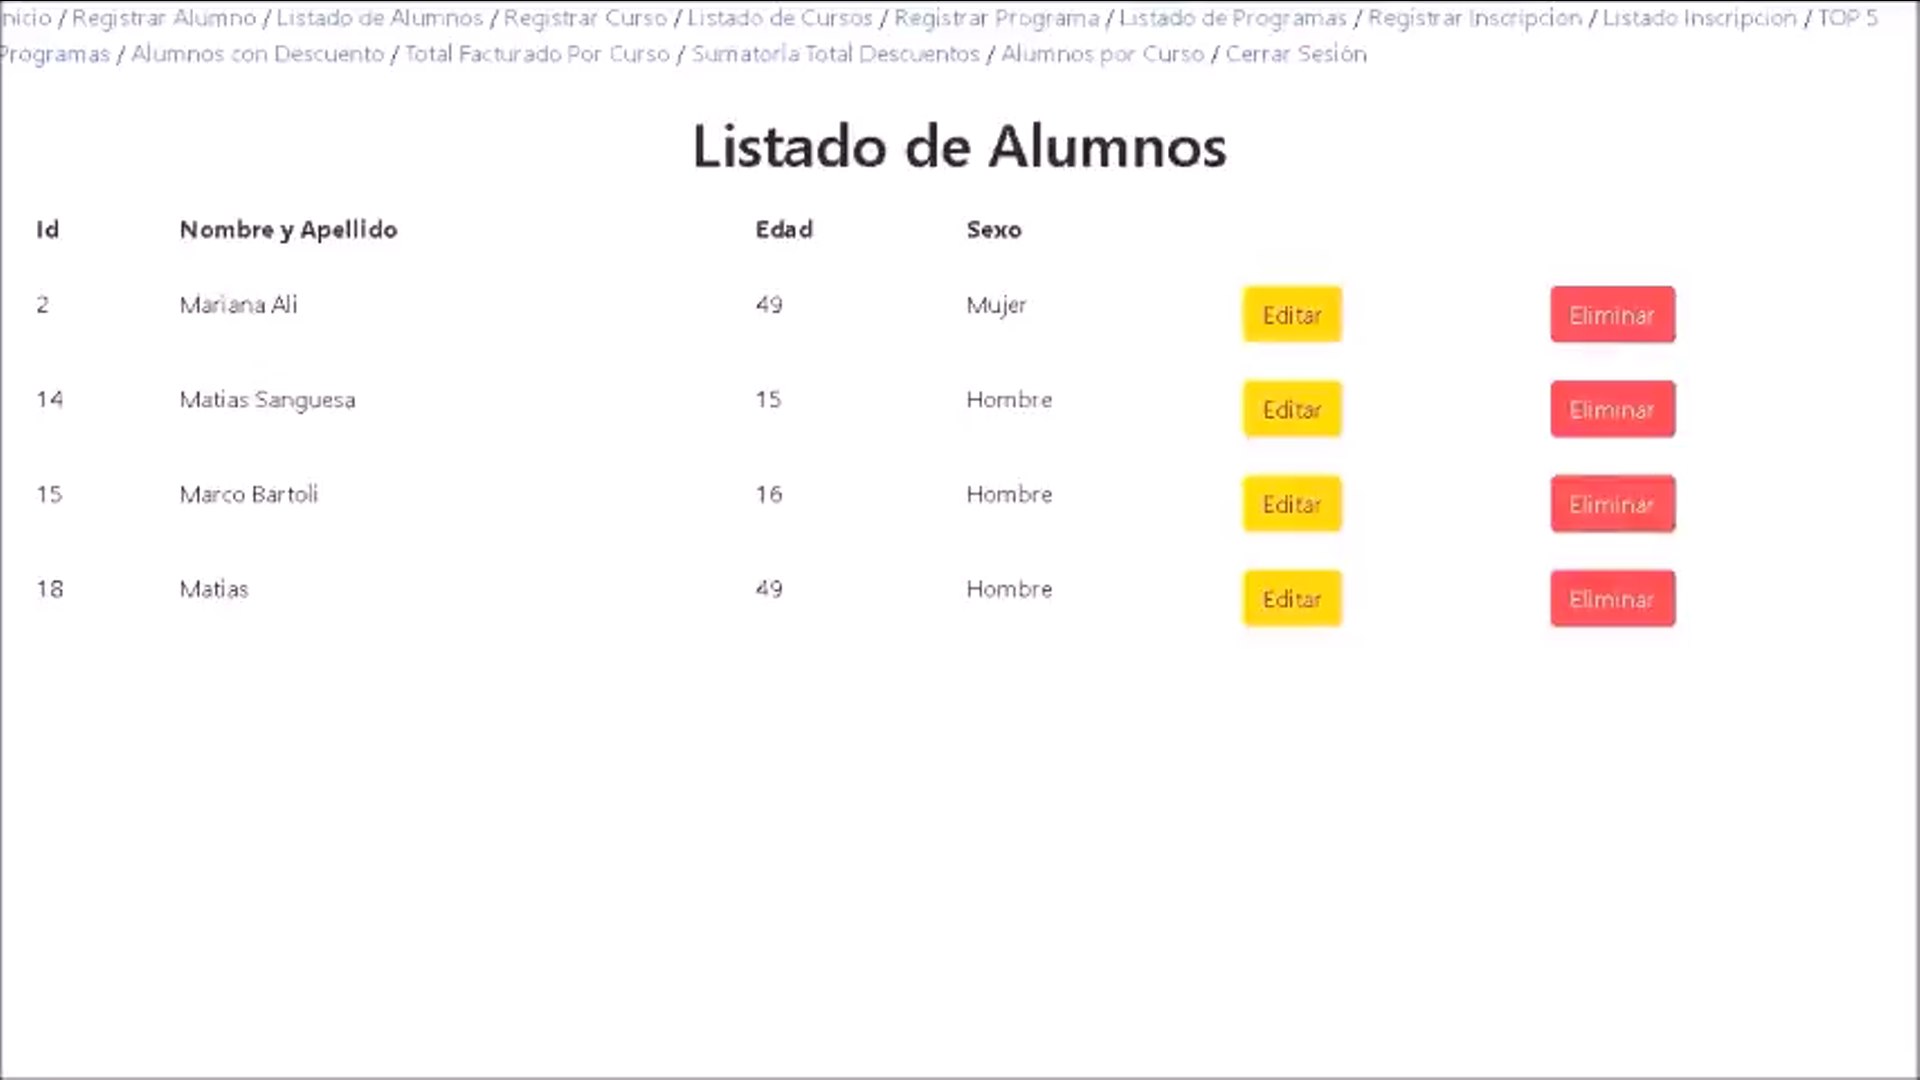 nicio / Registrar Alumno / Listado de Alumnos / Registrar Curso / Listado de Cursos / Registrar Programa / Listado de Programas / Registrar Inscripcion / Listado Inscripcion / TOP 5
Programas / Alumnos con Descuento / Total Facturado Por Curso / Sumatoria Total Descuentos / Alumnos por Curso / Cerrar Sesión
Listado de Alumnos
Id Nombre y Apellido Edad Sexo
2 Mariana Ali 49 Mujer Editar Eliminar
14 Matias Sanguesa 15 Hombre Editar Eliminar
15 Marco Bartoli 16 Hombre Editar Eliminar
18 Matias 49 Hombre Editar Eliminar